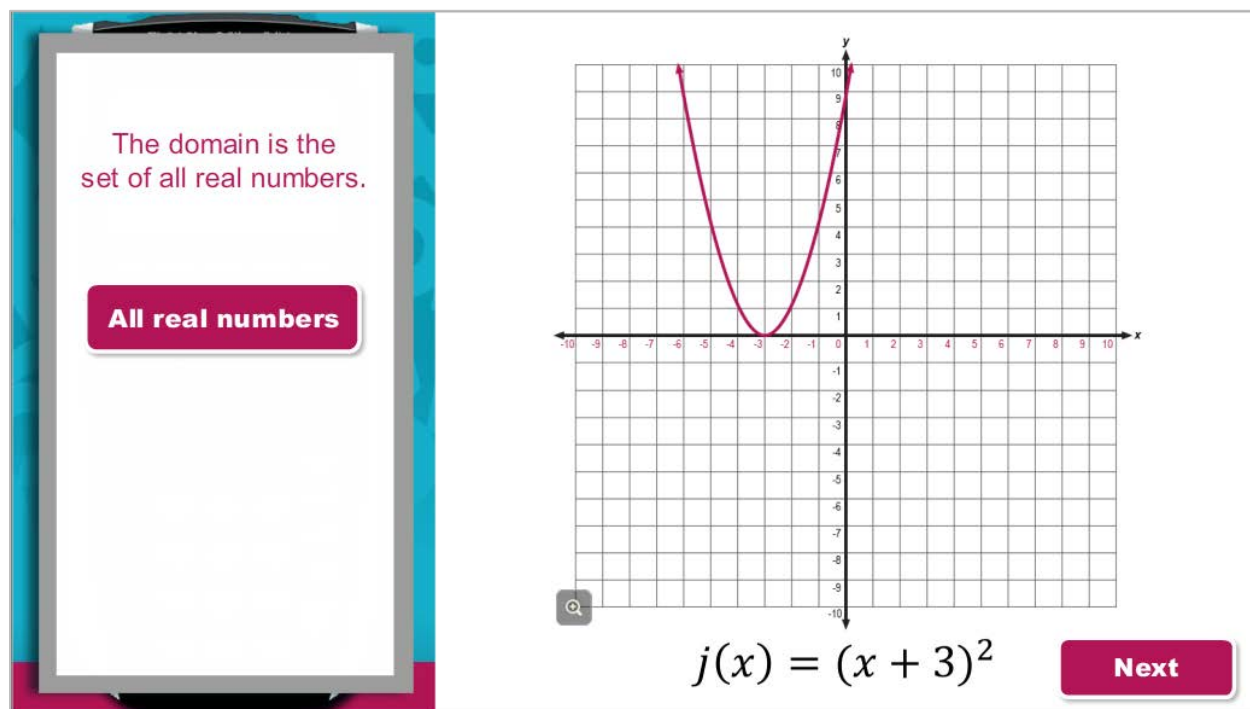 The domain is the
set of all real numbers.
All real numbers
y
10
9
8
7
6
5
4
3
2
1
-10 -9 -8 -7 -6 -5 -4 -3 -2 -1 0 1 2 3 4 5 6 7 8 9 10 x
-1
-2
-3
-4
-5
-6
-7
-8
-9
-10
j(x) = (x + 3)²
Next